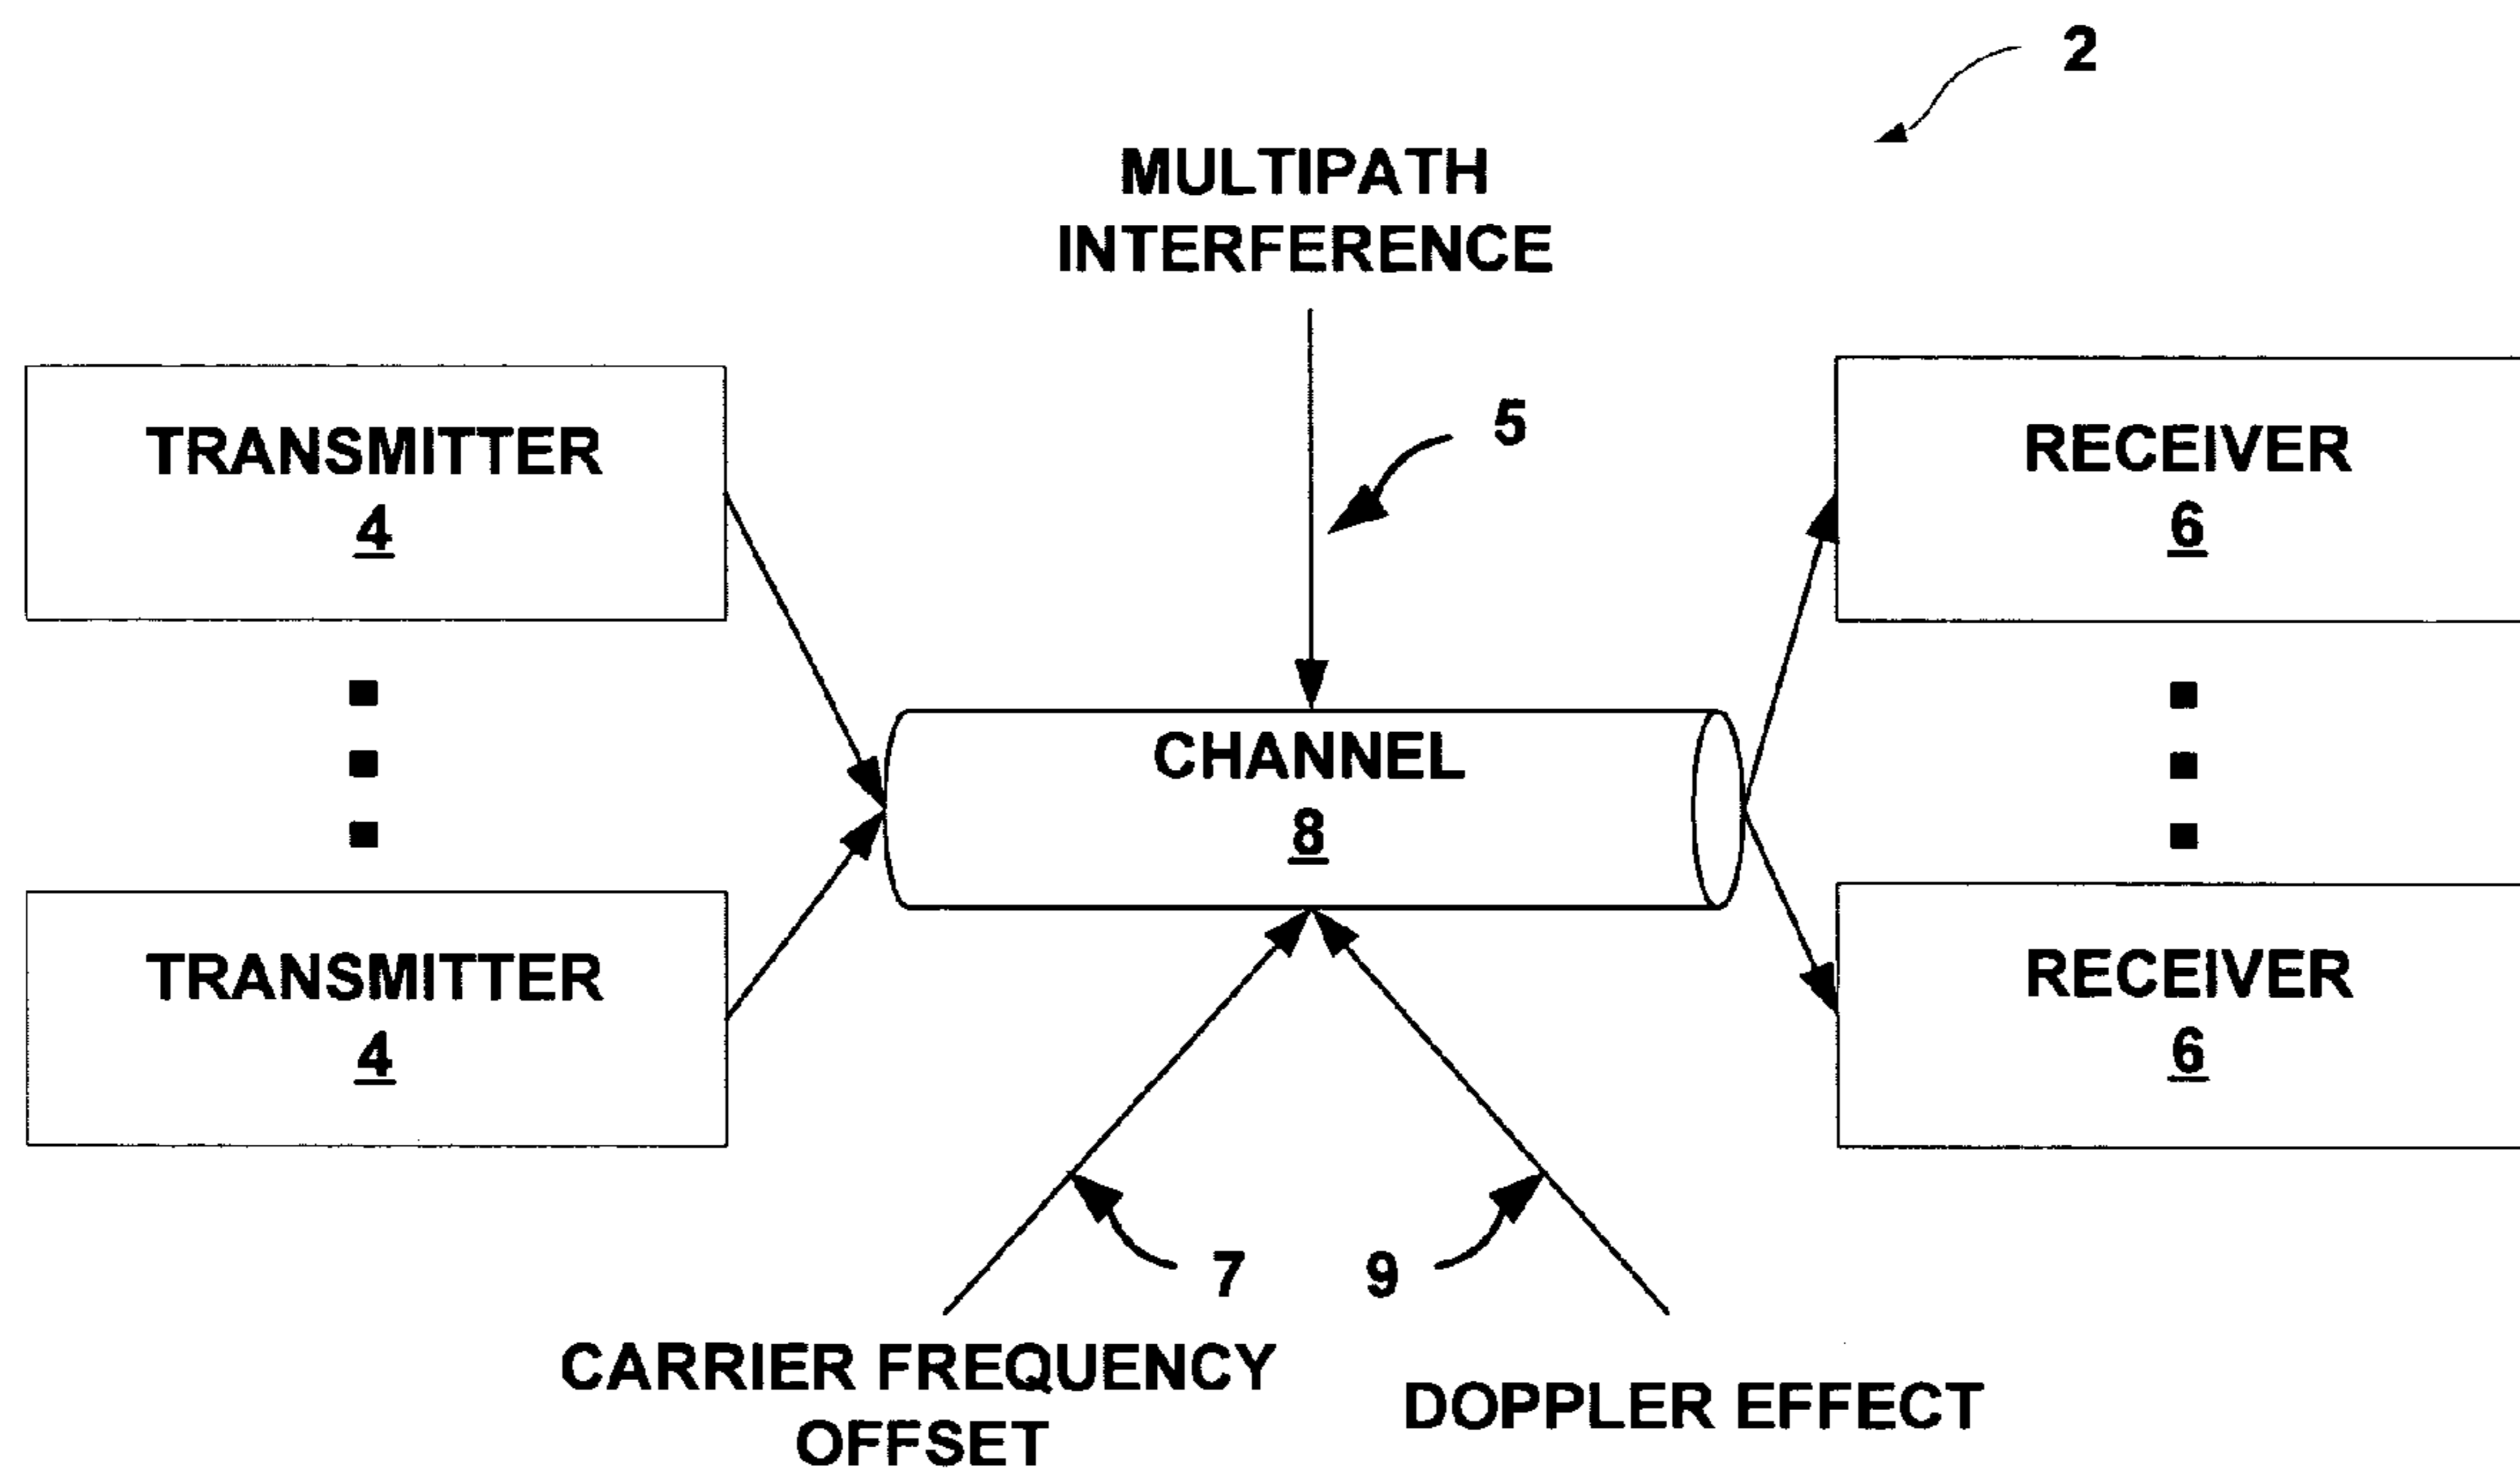 2
MULTIPATH
INTERFERENCE
5
TRANSMITTER
4
RECEIVER
6
CHANNEL
8
TRANSMITTER
4
RECEIVER
6
7
9
CARRIER FREQUENCY
OFFSET
DOPPLER EFFECT